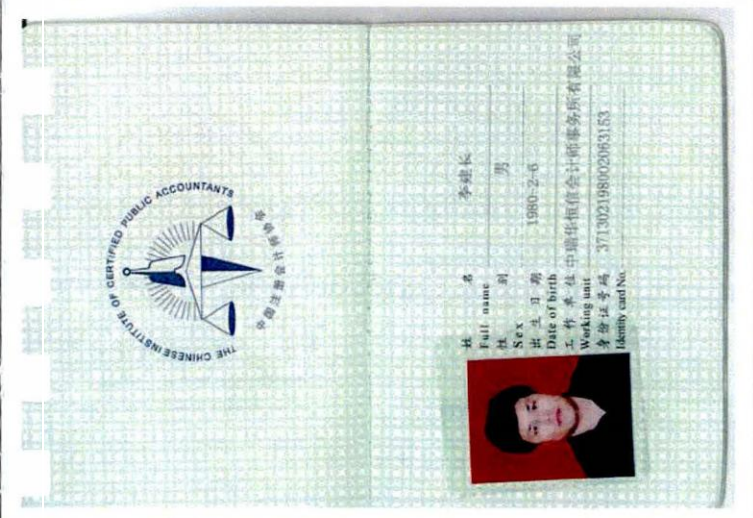 THE CHINESE INSTITUTE OF CERTIFIED PUBLIC ACCOUNTANTS
中国注册会计师协会
姓 名 李建长
Full name
性 别 男
Sex
出生日期 1980-2-6
Date of birth
工作单位 中瑞华恒信会计师事务所有限公司
Working unit
身份证号码 371302198002063153
Identity card No.